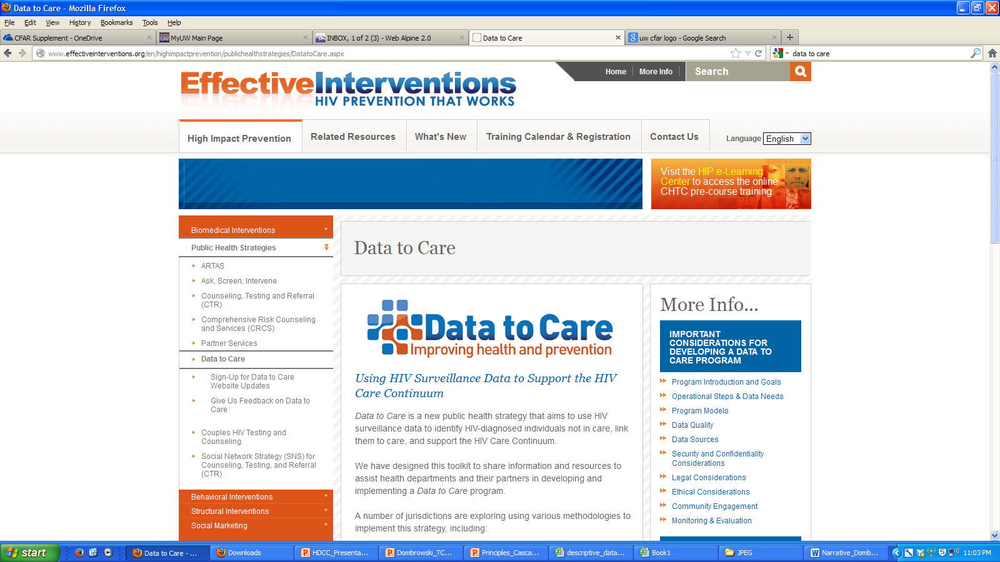 Data to Care - Mozilla Firefox
File Edit View History Bookmarks Tools Help
CFAR Supplement - OneDrive
MyUW Main Page
INBOX, 1 of 2 (3) - Web Alpine 2.0
Data to Care
uw cfar logo - Google Search
www.effectiveinterventions.org/en/highimpactprevention/publichealthstrategies/DatatoCare.aspx
data to care
Home
More Info
Search
EffectiveInterventions
HIV PREVENTION THAT WORKS
High Impact Prevention
Related Resources
What's New
Training Calendar & Registration
Contact Us
Language English
Visit the HIP e-Learning
Center to access the online
CHTC pre-course training.
Biomedical Interventions
Public Health Strategies
ARTAS
Ask, Screen, Intervene
Counseling, Testing and Referral
(CTR)
Comprehensive Risk Counseling
and Services (CRCS)
Partner Services
Data to Care
Sign-Up for Data to Care
Website Updates
Give Us Feedback on Data to
Care
Couples HIV Testing and
Counseling
Social Network Strategy (SNS) for
Counseling, Testing, and Referral
(CTR)
Behavioral Interventions
Structural Interventions
Social Marketing
Data to Care
Data to Care
Improving health and prevention
Using HIV Surveillance Data to Support the HIV
Care Continuum
Data to Care is a new public health strategy that aims to use HIV
surveillance data to identify HIV-diagnosed individuals not in care, link
them to care, and support the HIV Care Continuum.
We have designed this toolkit to share information and resources to
assist health departments and their partners in developing and
implementing a Data to Care program.
A number of jurisdictions are exploring using various methodologies to
implement this strategy, including:
More Info...
IMPORTANT
CONSIDERATIONS FOR
DEVELOPING A DATA TO
CARE PROGRAM
Program Introduction and Goals
Operational Steps & Data Needs
Program Models
Data Quality
Data Sources
Security and Confidentiality
Considerations
Legal Considerations
Ethical Considerations
Community Engagement
Monitoring & Evaluation
start
Data to Care - ...
Downloads
HDCC_Presenta...
Dombrowski_TC...
Principles_Casca...
descriptive_data...
Book1
JPEG
Narrative_Domb...
11:03 PM